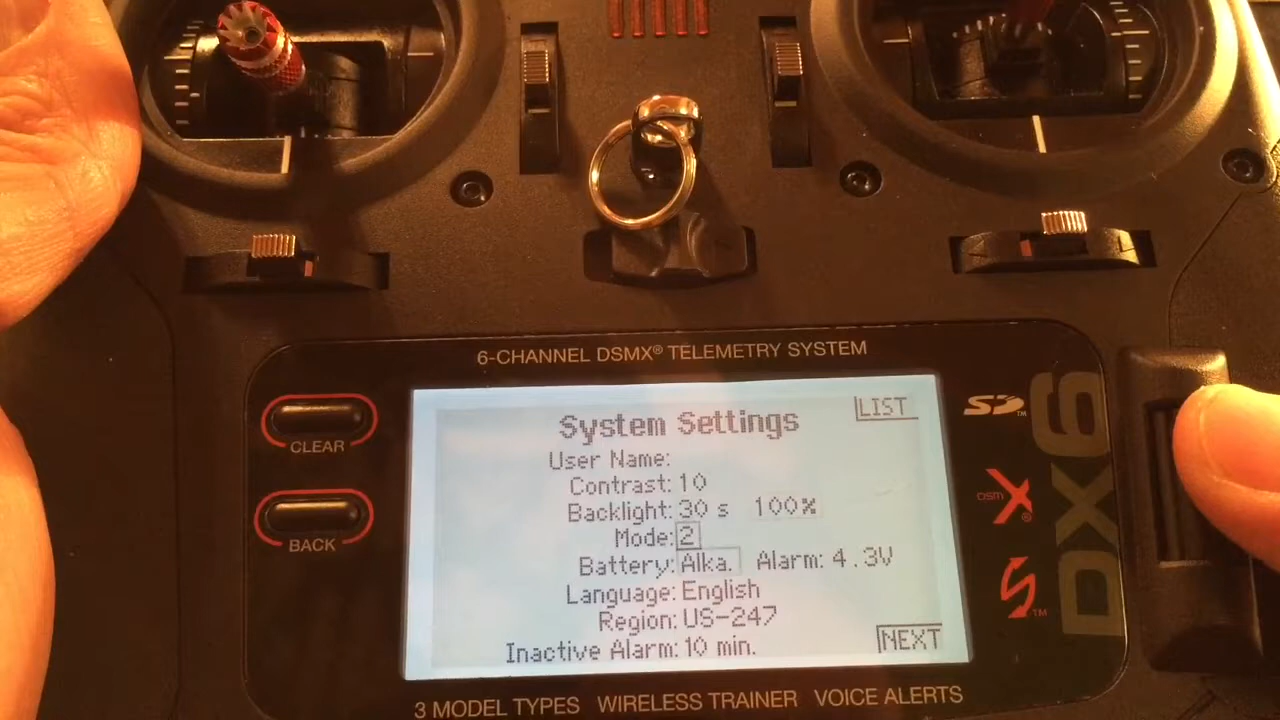 6-CHANNEL DSMX® TELEMETRY SYSTEM
CLEAR
BACK
System Settings
LIST
User Name:
Contrast: 10
Backlight: 30 s 100%
Mode: 2
Battery: Alka. Alarm: 4.3V
Language: English
Region: US-247
Inactive Alarm: 10 min.
NEXT
SD™
DSMX®
DX6
3 MODEL TYPES WIRELESS TRAINER VOICE ALERTS